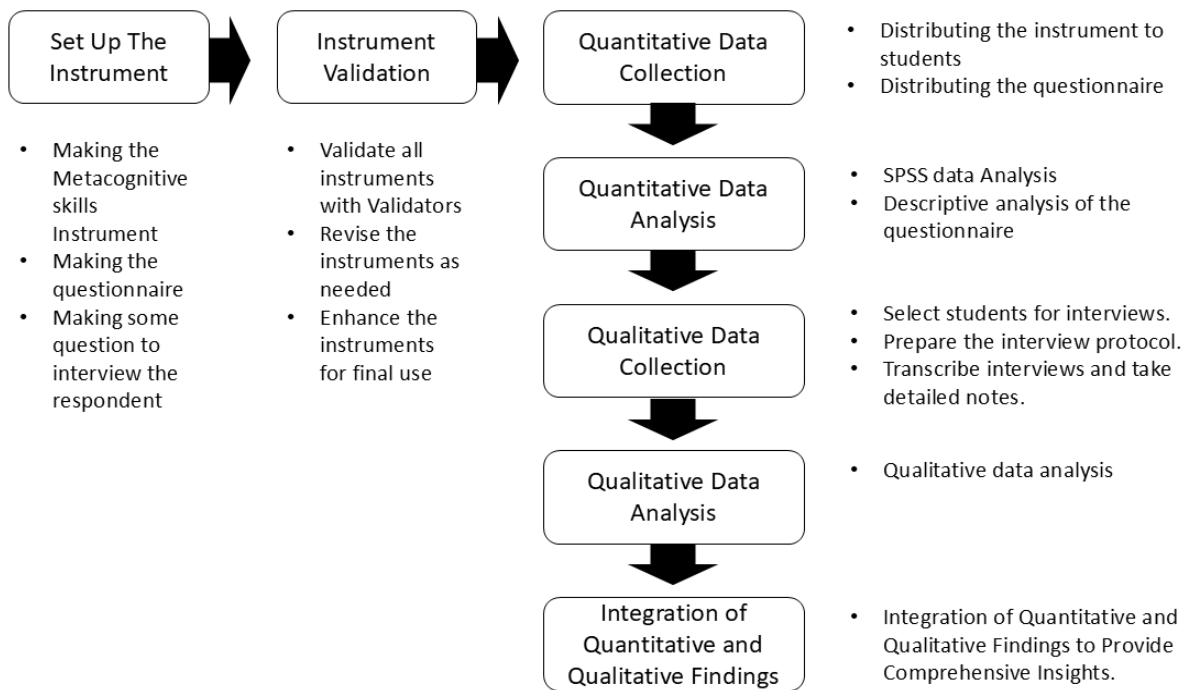 Set Up The
Instrument
Instrument
Validation
Quantitative Data
Collection
• Distributing the instrument to
students
• Distributing the questionnaire
• Making the
Metacognitive
skills
Instrument
• Making the
questionnaire
• Making some
question to
interview the
respondent
• Validate all
instruments
with Validators
• Revise the
instruments as
needed
• Enhance the
instruments
for final use
Quantitative Data
Analysis
• SPSS data Analysis
• Descriptive analysis of the
questionnaire
Qualitative Data
Collection
• Select students for interviews.
• Prepare the interview protocol.
• Transcribe interviews and take
detailed notes.
Qualitative Data
Analysis
• Qualitative data analysis
Integration of
Quantitative and
Qualitative Findings
• Integration of Quantitative and
Qualitative Findings to Provide
Comprehensive Insights.